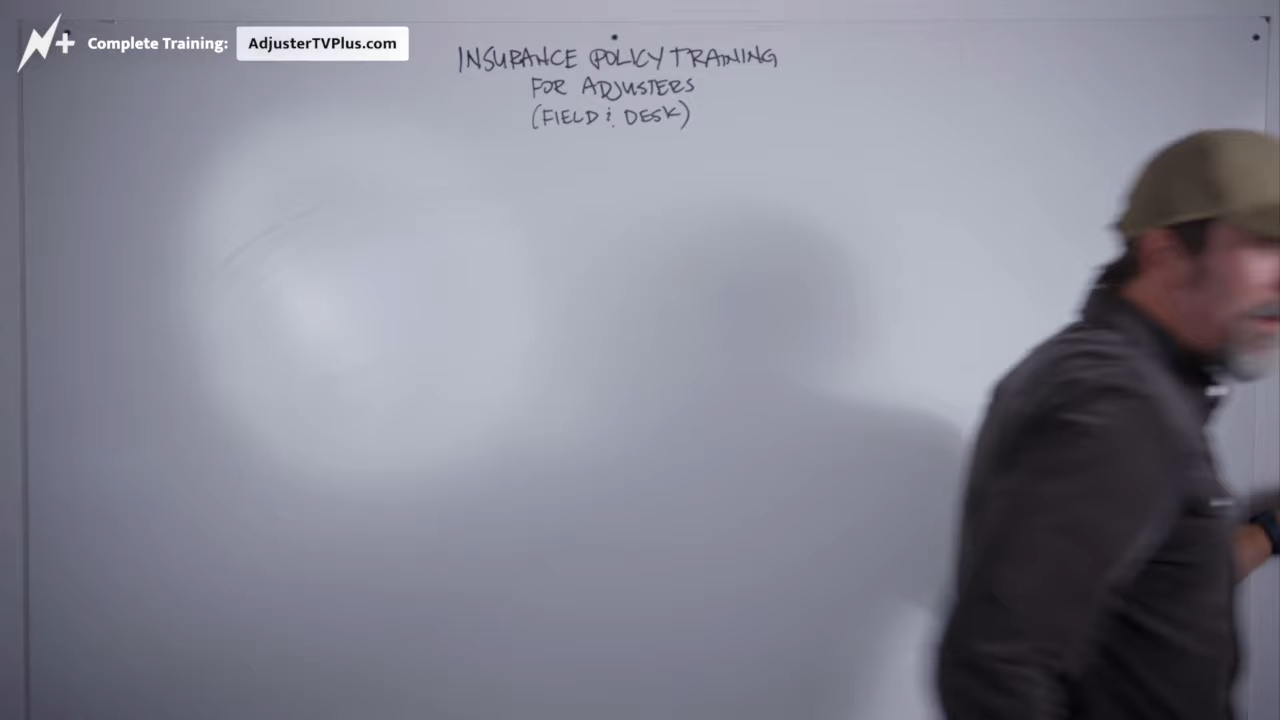 Complete Training: AdjusterTVPlus.com
INSURANCE POLICY TRAINING
FOR ADJUSTERS
(FIELD & DESK)